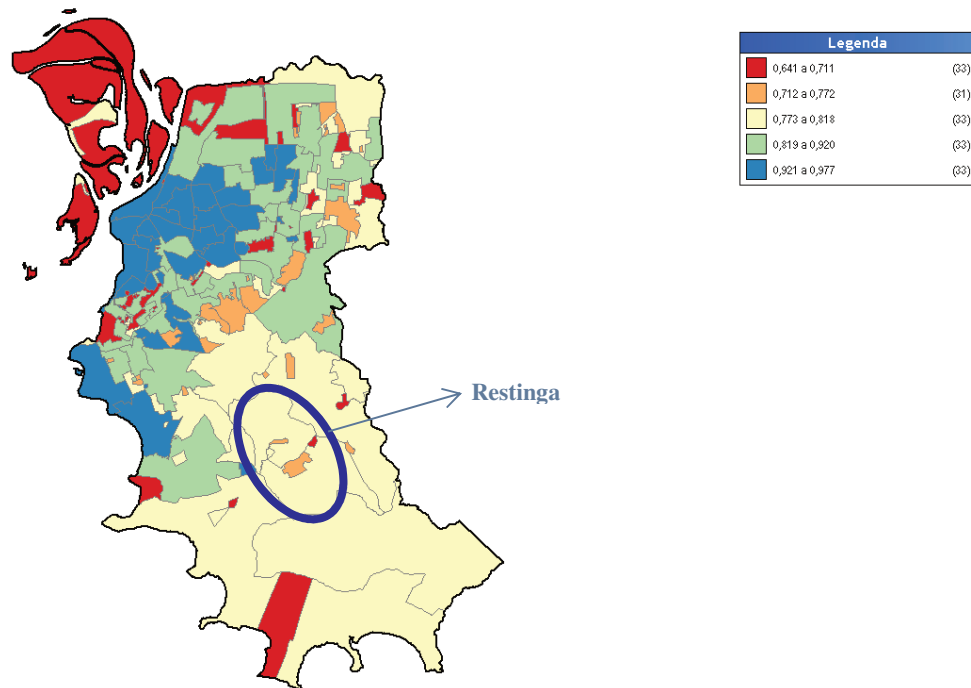 Legenda
0,641 a 0,711 (33)
0,712 a 0,772 (31)
0,773 a 0,818 (33)
0,819 a 0,920 (33)
0,921 a 0,977 (33)
Restinga